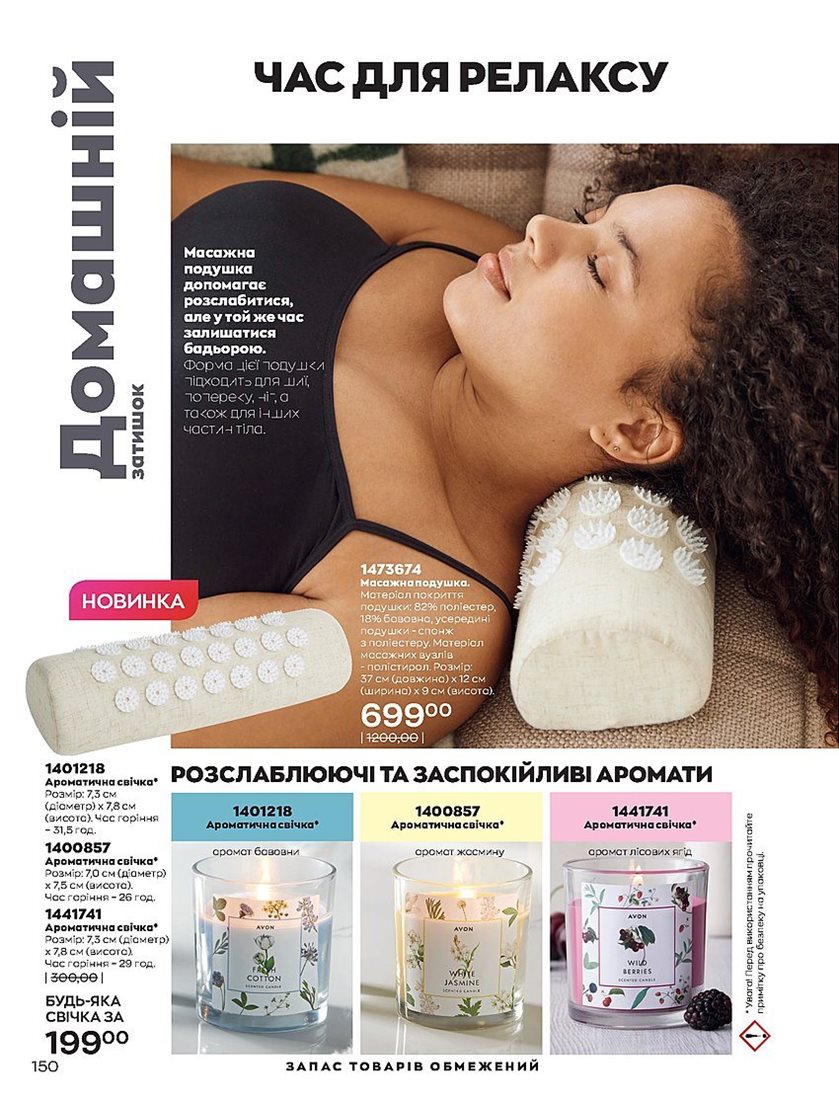 Домашній
затишок
ЧАС ДЛЯ РЕЛАКСУ
Масажна
подушка
допомагає
розслабитися,
але у той же час
залишатися
бадьорою.
Форма цієї подушки
підходить для шиї,
попереку, ніг, а
також для інших
частин тіла.
НОВИНКА
1473674
Масажна подушка.
Матеріал покриття
подушки: 82% поліестер,
18% бавовна, усередині
подушки - спонж
з поліестеру. Матеріал
масажних вузлів
- полістирол. Розмір:
37 см (довжина) х 12 см
(ширина) х 9 см (висота).
699⁰⁰
| 1200,00 |
1401218
Ароматична свічка*
Розмір: 7,3 см
(діаметр) х 7,8 см
(висота). Час горіння
- 31,5 год.
1400857
Ароматична свічка*
Розмір: 7,0 см (діаметр)
х 7,5 см (висота).
Час горіння - 26 год.
1441741
Ароматична свічка*
Розмір: 7,3 см (діаметр)
х 7,8 см (висота).
Час горіння - 29 год.
| 300,00 |
БУДЬ-ЯКА
СВІЧКА ЗА
199⁰⁰
РОЗСЛАБЛЮЮЧІ ТА ЗАСПОКІЙЛИВІ АРОМАТИ
1401218
Ароматична свічка*
аромат бавовни
AVON
FRESH
COTTON
SCENTED CANDLE
1400857
Ароматична свічка*
аромат жасмину
AVON
WHITE
JASMINE
SCENTED CANDLE
1441741
Ароматична свічка*
аромат лісових ягід
AVON
WILD
BERRIES
SCENTED CANDLE
* Увага! Перед використанням прочитайте
примітку про безпеку на упаковці.
150
ЗАПАС ТОВАРІВ ОБМЕЖЕНИЙ